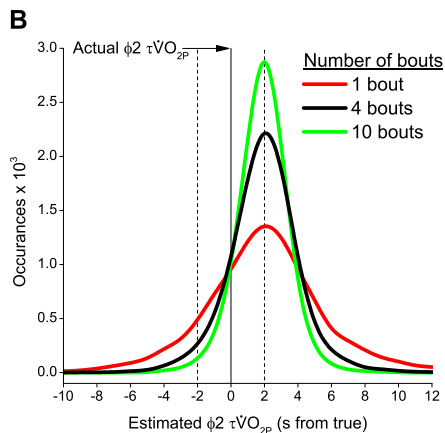 B
Actual ϕ2 τV̇O2P
Number of bouts
1 bout
4 bouts
10 bouts
Occurances x 10³
3.0
2.5
2.0
1.5
1.0
0.5
0.0
-10 -8 -6 -4 -2 0 2 4 6 8 10 12
Estimated ϕ2 τV̇O2P (s from true)